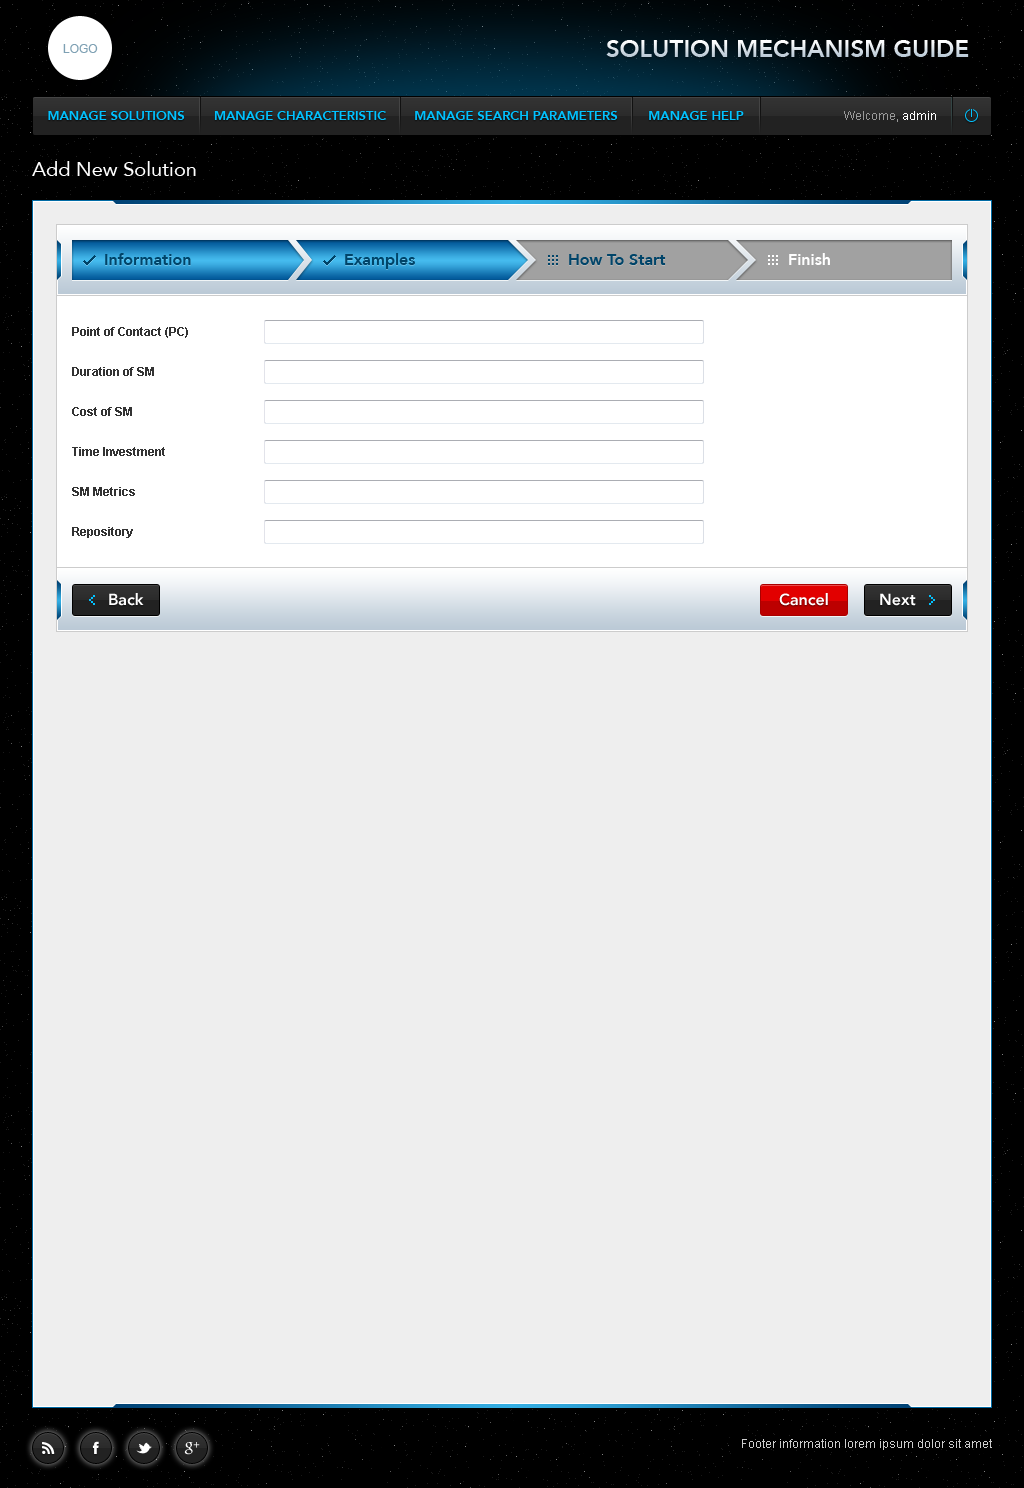 LOGO
SOLUTION MECHANISM GUIDE
MANAGE SOLUTIONS MANAGE CHARACTERISTIC MANAGE SEARCH PARAMETERS MANAGE HELP Welcome, admin
Add New Solution
Information Examples How To Start Finish
Point of Contact (PC)
Duration of SM
Cost of SM
Time Investment
SM Metrics
Repository
Back Cancel Next
f g+ Footer information lorem ipsum dolor sit amet